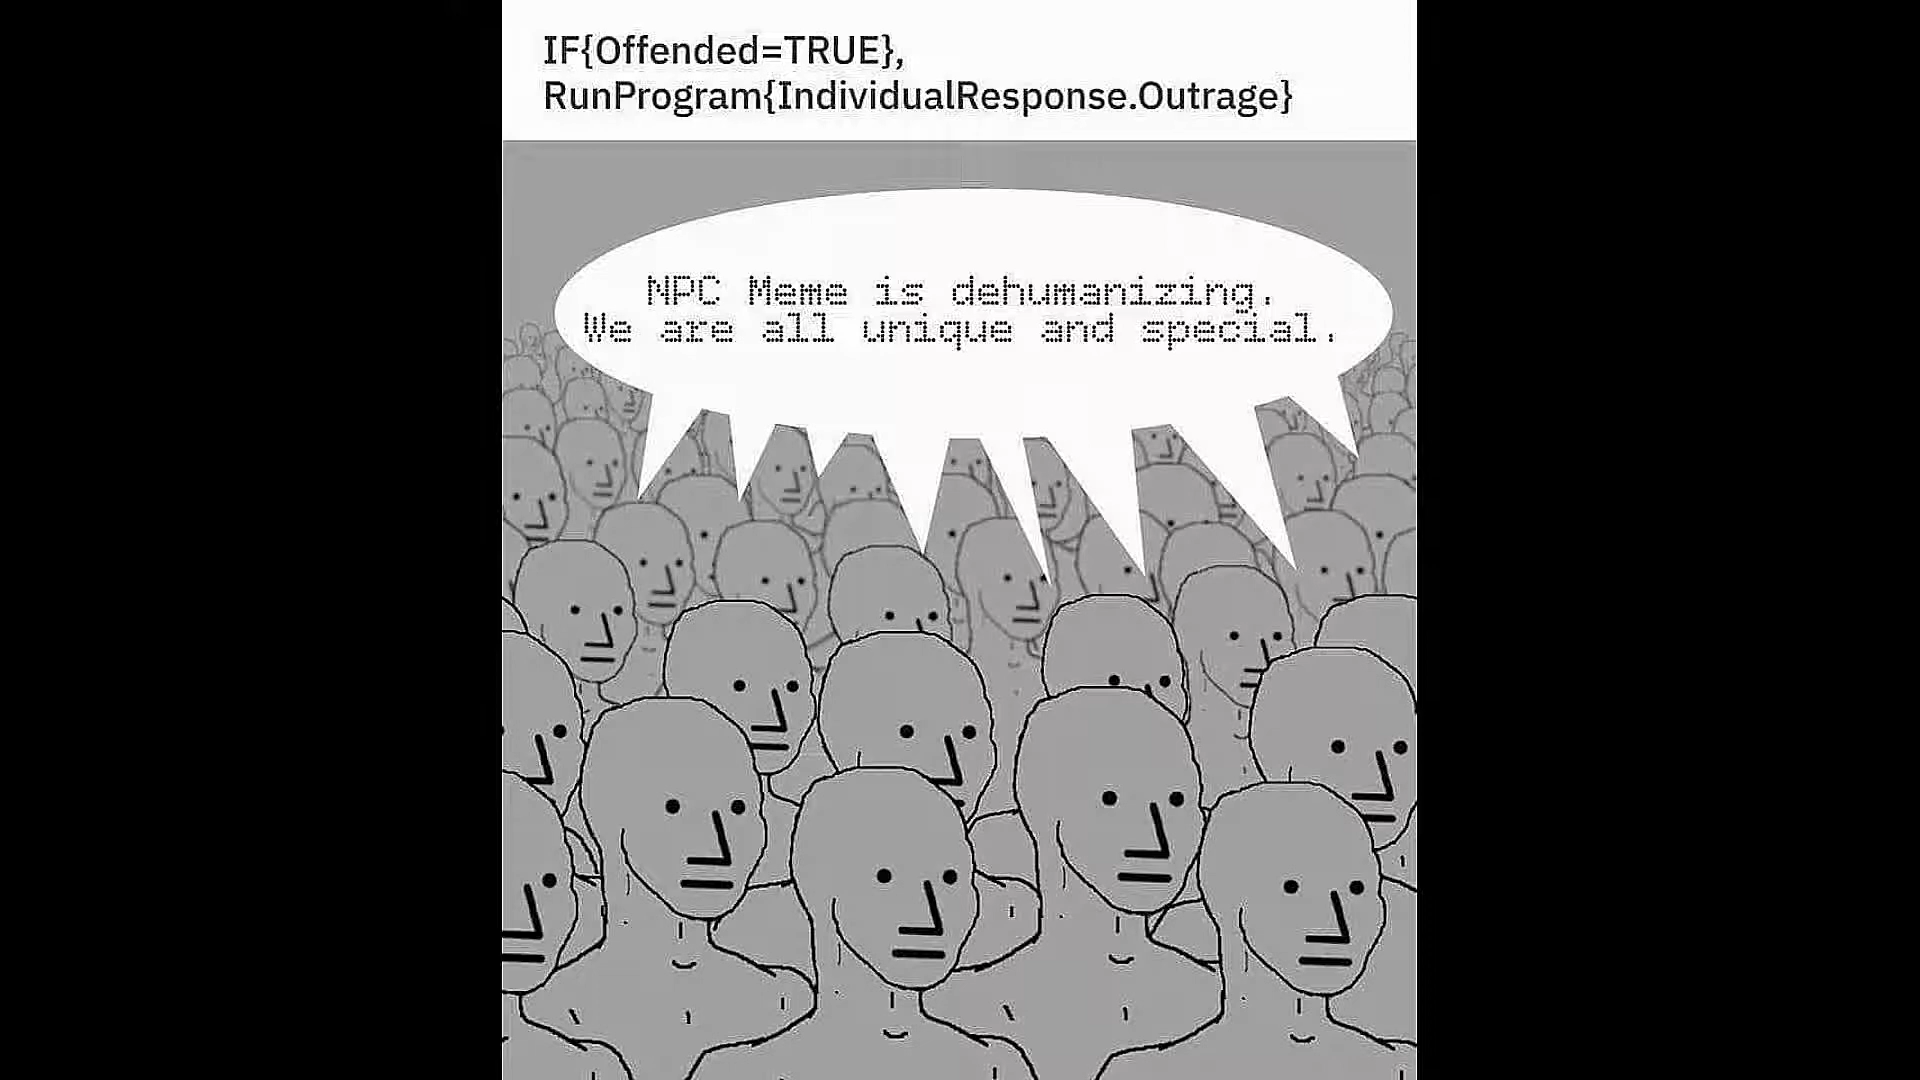 IF{Offended=TRUE},
RunProgram{IndividualResponse.Outrage}
NPC Meme is dehumanizing.
We are all unique and special.